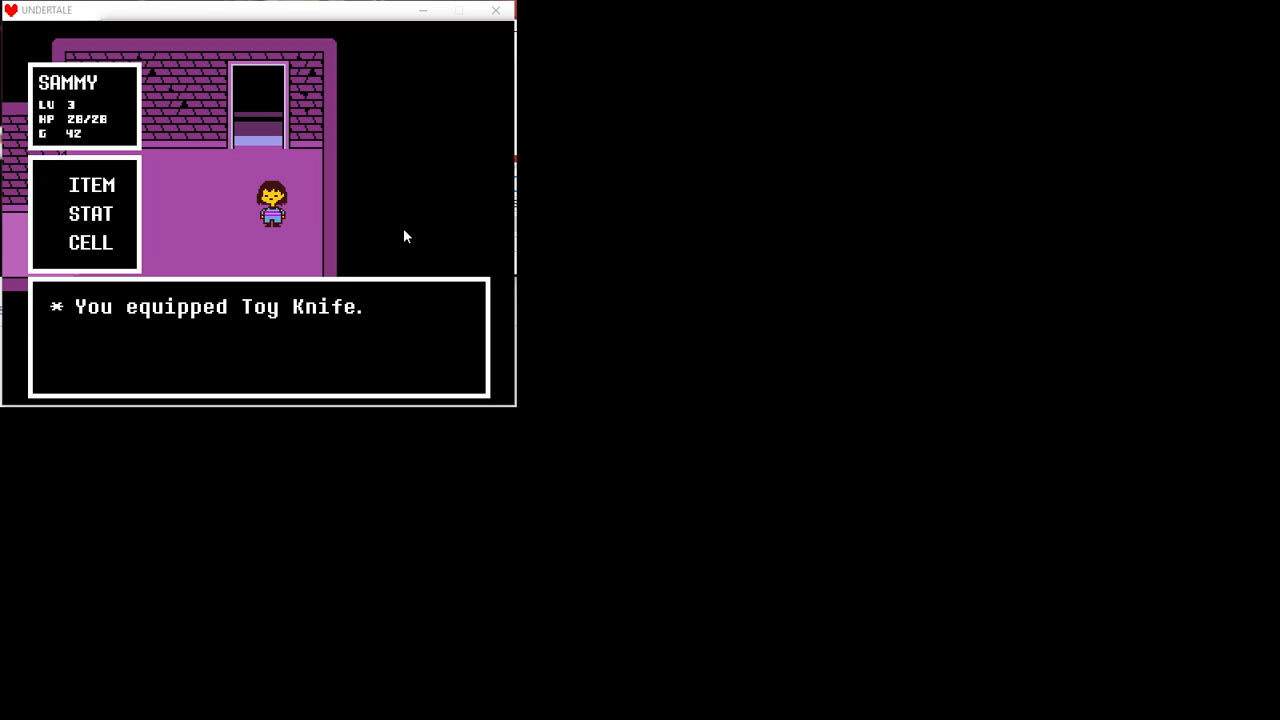 UNDERTALE
SAMMY
LV 3
HP 28/28
G 42
ITEM
STAT
CELL
* You equipped Toy Knife.